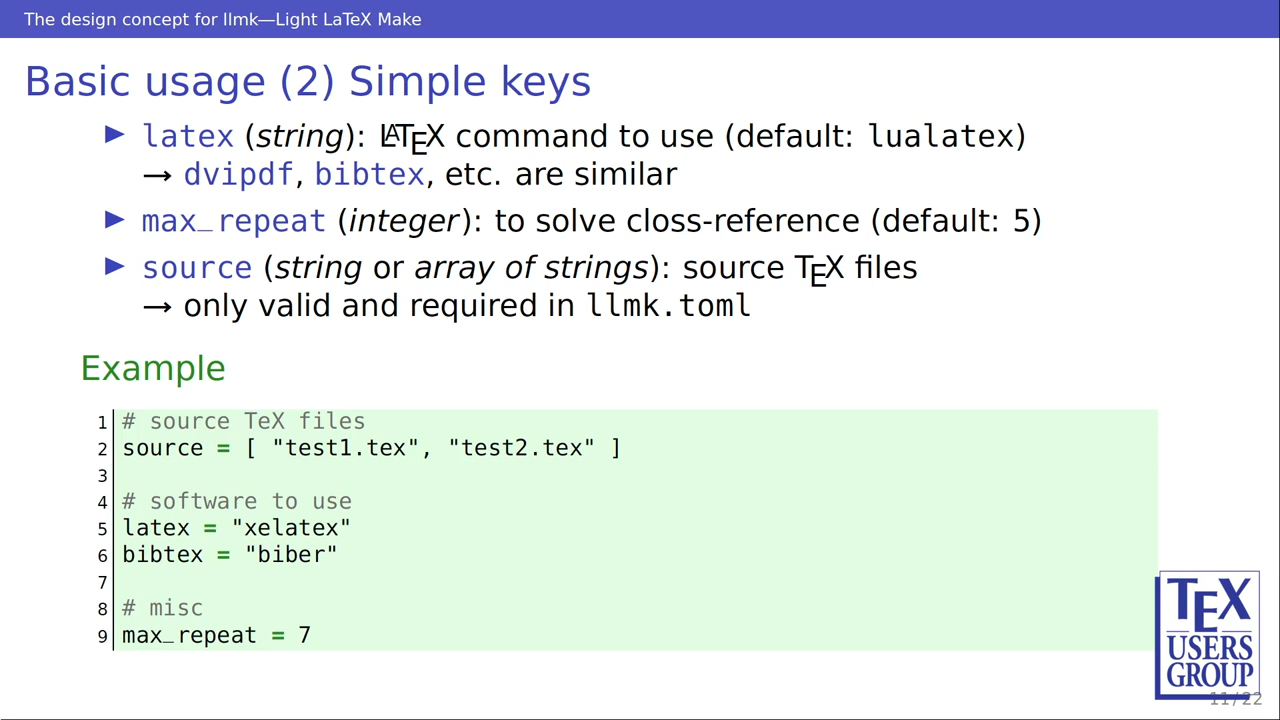 The design concept for llmk—Light LaTeX Make
Basic usage (2) Simple keys
▶ latex (string): LATEX command to use (default: lualatex)
→ dvipdf, bibtex, etc. are similar
▶ max_repeat (integer): to solve closs-reference (default: 5)
▶ source (string or array of strings): source TEX files
→ only valid and required in llmk.toml
Example
1 # source TeX files
2 source = [ "test1.tex", "test2.tex" ]
3
4 # software to use
5 latex = "xelatex"
6 bibtex = "biber"
7
8 # misc
9 max_repeat = 7
TEX
USERS
GROUP
11/22